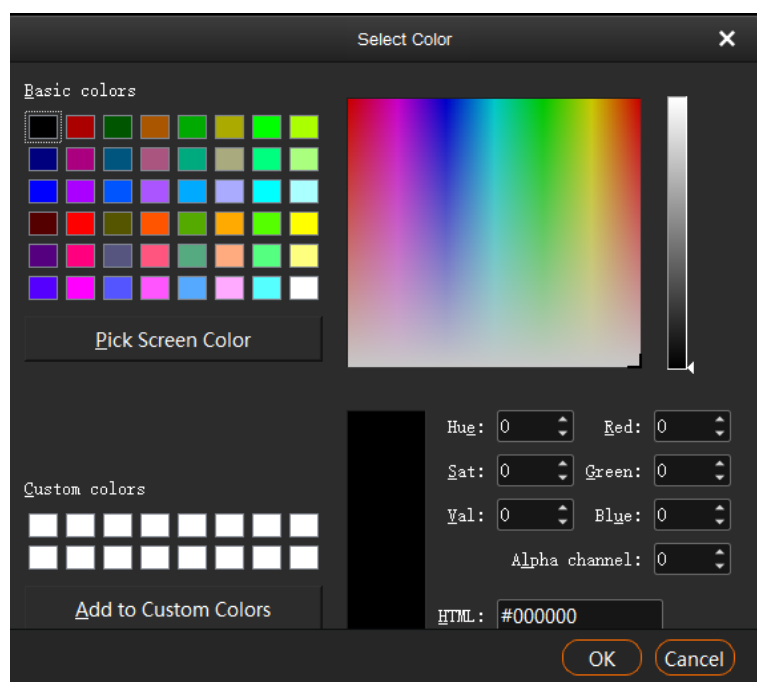 Select Color
Basic colors
Pick Screen Color
Hue: 0 Red: 0
Sat: 0 Green: 0
Val: 0 Blue: 0
Alpha channel: 0
HTML: #000000
Custom colors
Add to Custom Colors
OK Cancel